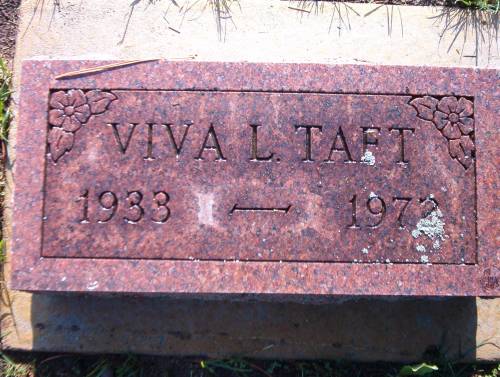 VIVA L. TAFT
1933 — 1972